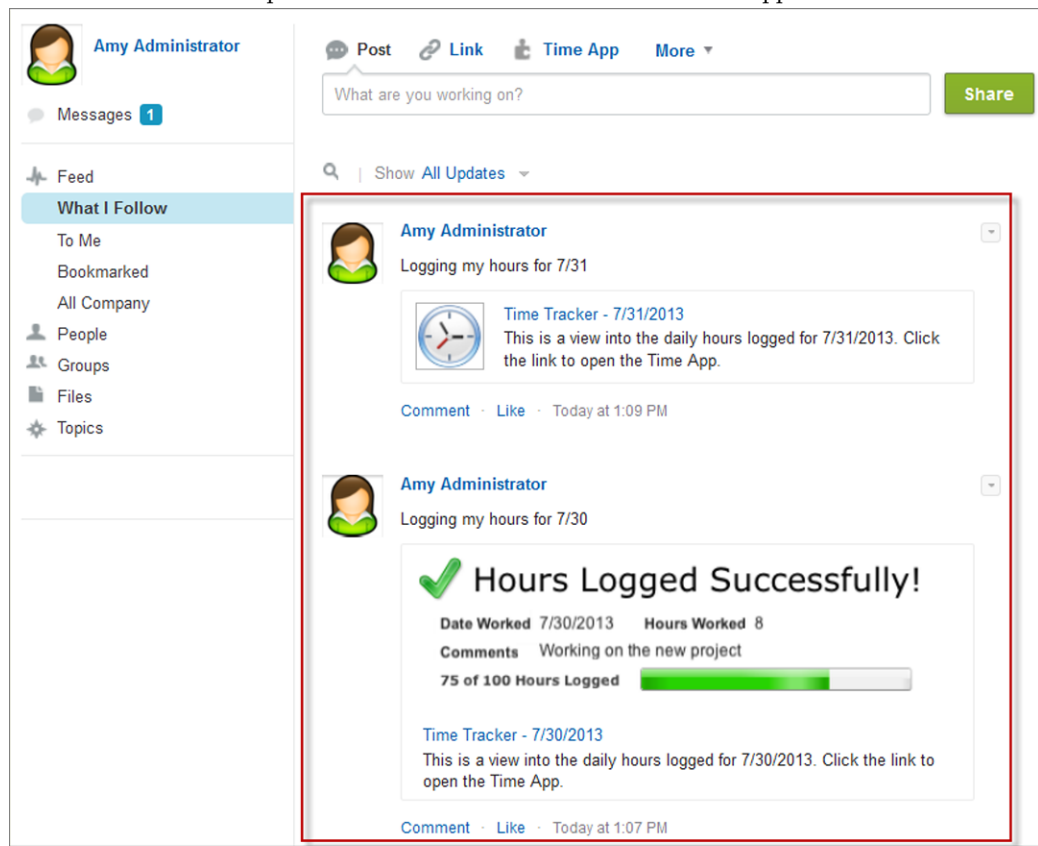 Amy Administrator
Messages 1
Feed
What I Follow
To Me
Bookmarked
All Company
People
Groups
Files
Topics
Post Link Time App More
What are you working on?
Share
Show All Updates
Amy Administrator
Logging my hours for 7/31
Time Tracker - 7/31/2013
This is a view into the daily hours logged for 7/31/2013. Click
the link to open the Time App.
Comment · Like · Today at 1:09 PM
Amy Administrator
Logging my hours for 7/30
Hours Logged Successfully!
Date Worked 7/30/2013 Hours Worked 8
Comments Working on the new project
75 of 100 Hours Logged
Time Tracker - 7/30/2013
This is a view into the daily hours logged for 7/30/2013. Click the link to
open the Time App.
Comment · Like · Today at 1:07 PM